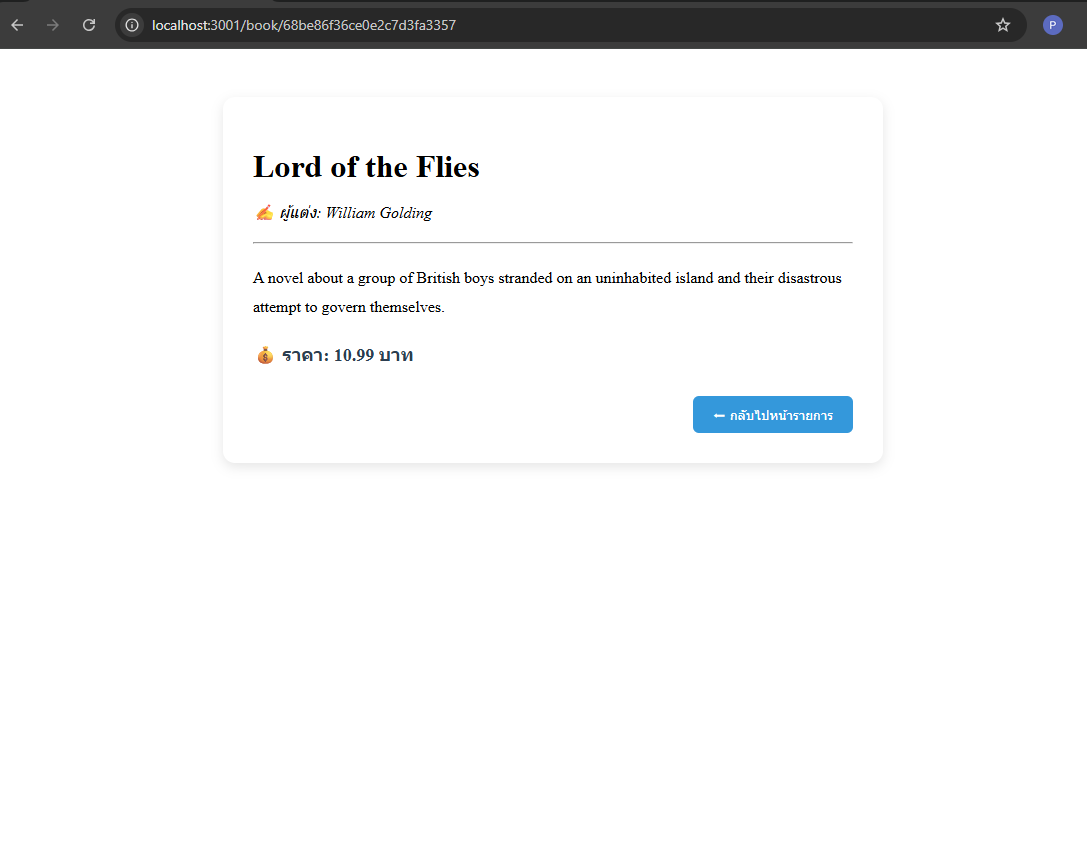 localhost:3001/book/68be86f36ce0e2c7d3fa3357
P
Lord of the Flies
✍️ ผู้แต่ง: William Golding
A novel about a group of British boys stranded on an uninhabited island and their disastrous
attempt to govern themselves.
💰 ราคา: 10.99 บาท
⬅ กลับไปหน้ารายการ